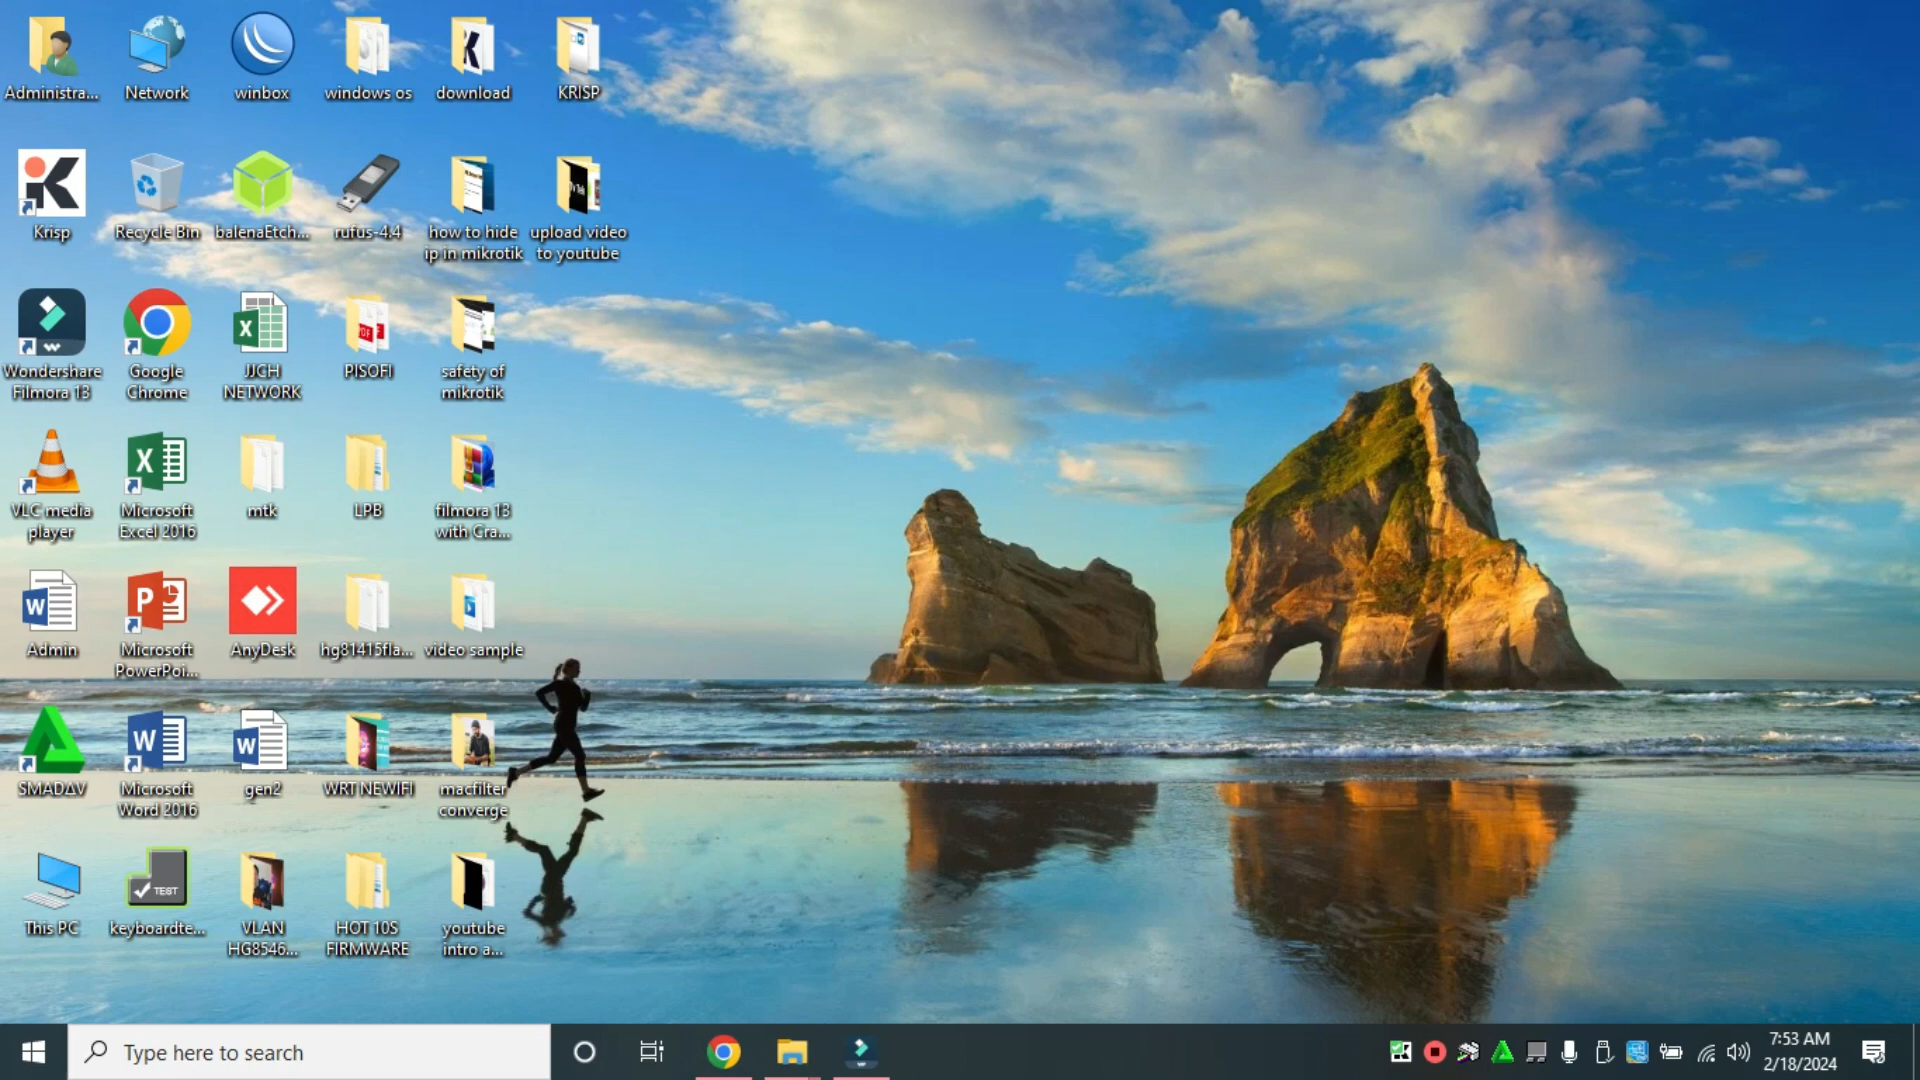 Administra...
Network
winbox
windows os
download
KRISP
Krisp
Recycle Bin
balenaEtch...
rufus-4.4
how to hide
ip in mikrotik
upload video
to youtube
Wondershare
Filmora 13
Google
Chrome
JJCH
NETWORK
PISOFI
safety of
mikrotik
VLC media
player
Microsoft
Excel 2016
mtk
LPB
filmora 13
with Cra...
Admin
Microsoft
PowerPoi...
AnyDesk
hg81415fla...
video sample
SMADΔV
Microsoft
Word 2016
gen2
WRT NEWIFI
macfilter
converge
This PC
TEST
keyboardte...
VLAN
HG8546...
HOT 10S
FIRMWARE
youtube
intro a...
Type here to search
7:53 AM
2/18/2024